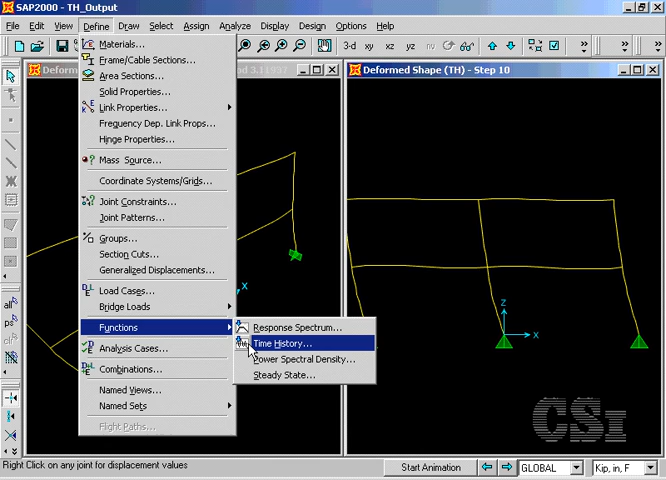 SAP2000 - TH_Output
File Edit View Define Draw Select Assign Analyze Display Design Options Help
3-d xy xz yz nv
Materials...
Frame/Cable Sections...
Area Sections...
Solid Properties...
Link Properties...
Frequency Dep. Link Props...
Hinge Properties...
Mass Source...
Coordinate Systems/Grids...
Joint Constraints...
Joint Patterns...
Groups...
Section Cuts...
Generalized Displacements...
Load Cases...
Bridge Loads
Functions
Analysis Cases...
Combinations...
Named Views...
Named Sets
Flight Paths...
Response Spectrum...
Time History...
Power Spectral Density...
Steady State...
Deformed Shape (TH) - Step 10
X
Z
X
all
ps
clr
CSi
Right Click on any joint for displacement values
Start Animation
GLOBAL
Kip, in, F